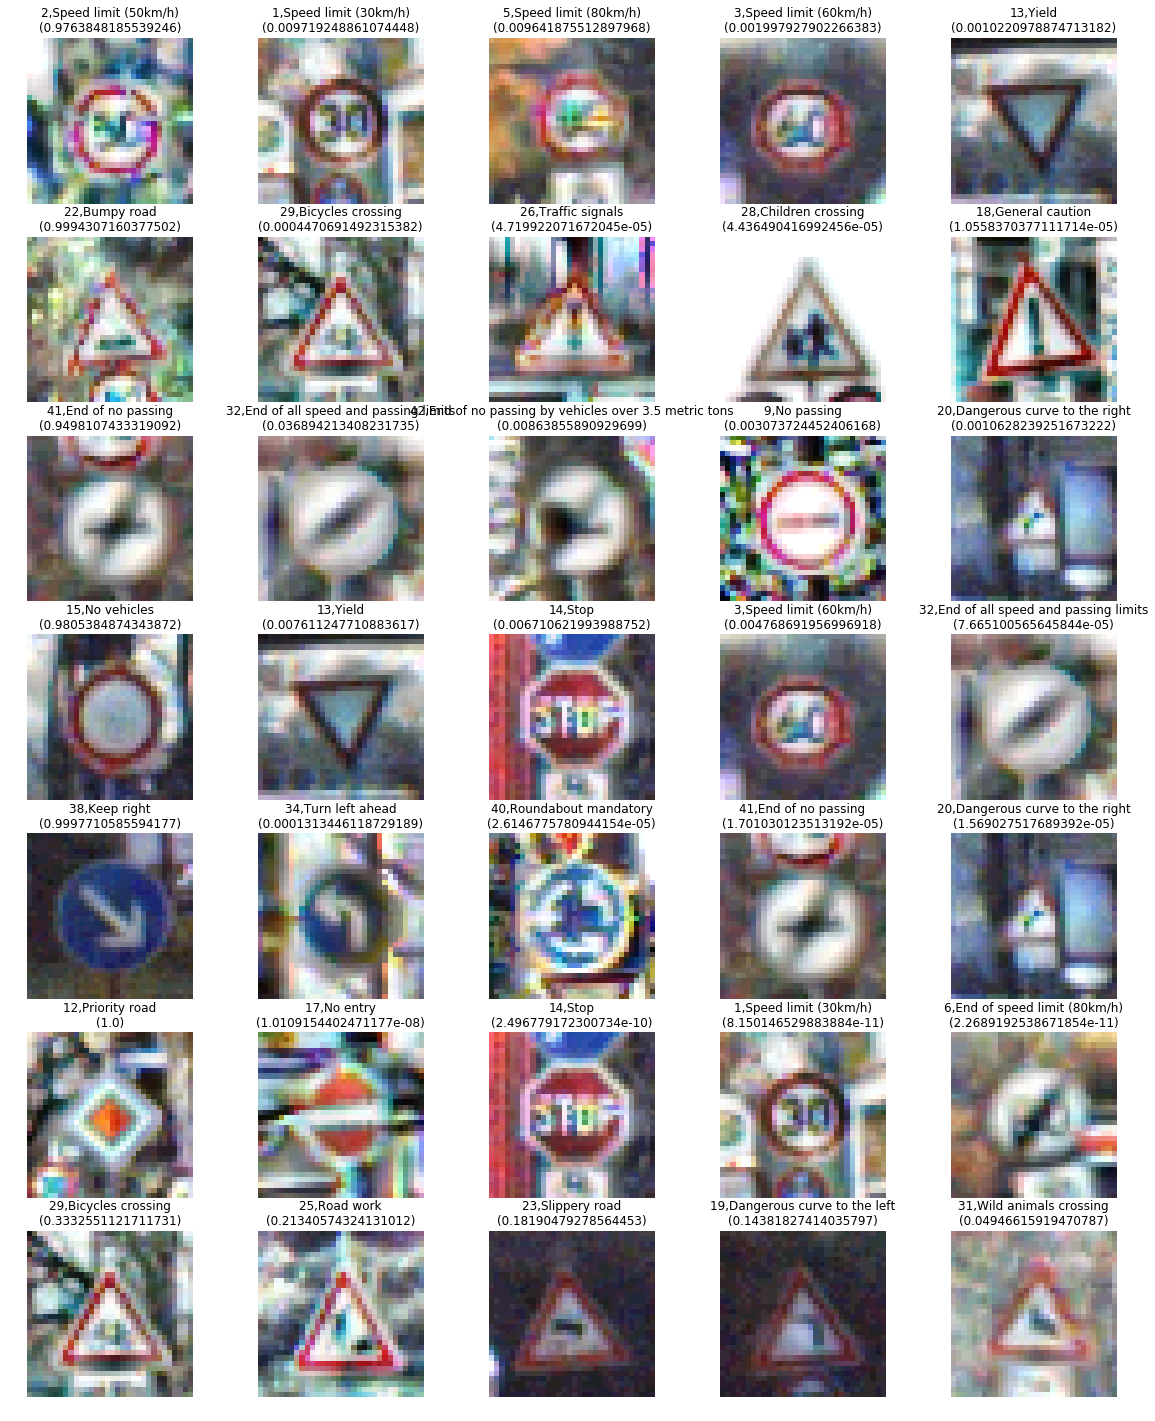 2,Speed limit (50km/h)
(0.9763848185539246)
1,Speed limit (30km/h)
(0.009719248861074448)
5,Speed limit (80km/h)
(0.009641875512897968)
3,Speed limit (60km/h)
(0.001997927902266383)
13,Yield
(0.0010220978874713182)
22,Bumpy road
(0.9994307160377502)
29,Bicycles crossing
(0.0004470691492315382)
26,Traffic signals
(4.719922071672045e-05)
28,Children crossing
(4.436490416992456e-05)
18,General caution
(1.0558370377111714e-05)
41,End of no passing
(0.9498107433319092)
32,End of all speed and passing limits
(0.036894213408231735)
42,End of no passing by vehicles over 3.5 metric tons
(0.00863855890929699)
9,No passing
(0.003073724452406168)
20,Dangerous curve to the right
(0.0010628239251673222)
15,No vehicles
(0.9805384874343872)
13,Yield
(0.007611247710883617)
14,Stop
(0.006710621993988752)
3,Speed limit (60km/h)
(0.004768691956996918)
32,End of all speed and passing limits
(7.665100565645844e-05)
38,Keep right
(0.9997710585594177)
34,Turn left ahead
(0.0001313446118729189)
40,Roundabout mandatory
(2.6146775780944154e-05)
41,End of no passing
(1.7010301235131 92e-05)
20,Dangerous curve to the right
(1.569027517689392e-05)
12,Priority road
(1.0)
17,No entry
(1.0109154402471177e-08)
14,Stop
(2.496779172300734e-10)
1,Speed limit (30km/h)
(8.150146529883884e-11)
6,End of speed limit (80km/h)
(2.2689192538671854e-11)
29,Bicycles crossing
(0.3332551121711731)
25,Road work
(0.21340574324131012)
23,Slippery road
(0.18190479278564453)
19,Dangerous curve to the left
(0.14381827414035797)
31,Wild animals crossing
(0.04946615919470787)
30
30